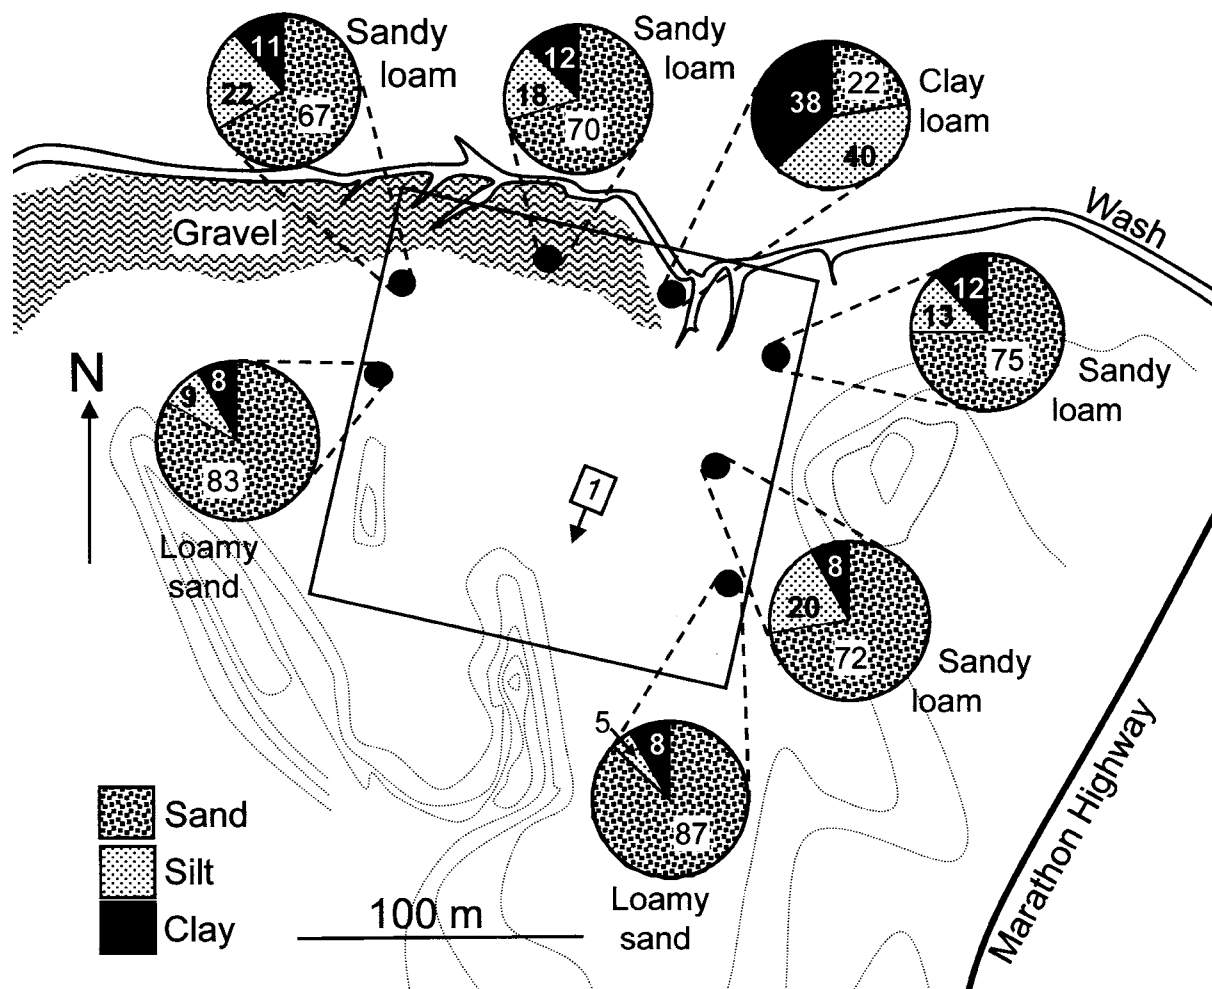 11
22
67
Sandy
loam
12
18
70
Sandy
loam
38
22
40
Clay
loam
Gravel
Wash
12
13
75
Sandy
loam
N
8
9
83
Loamy
sand
1
8
20
72
Sandy
loam
5
8
87
Loamy
sand
Sand
Silt
Clay
100 m
Marathon Highway